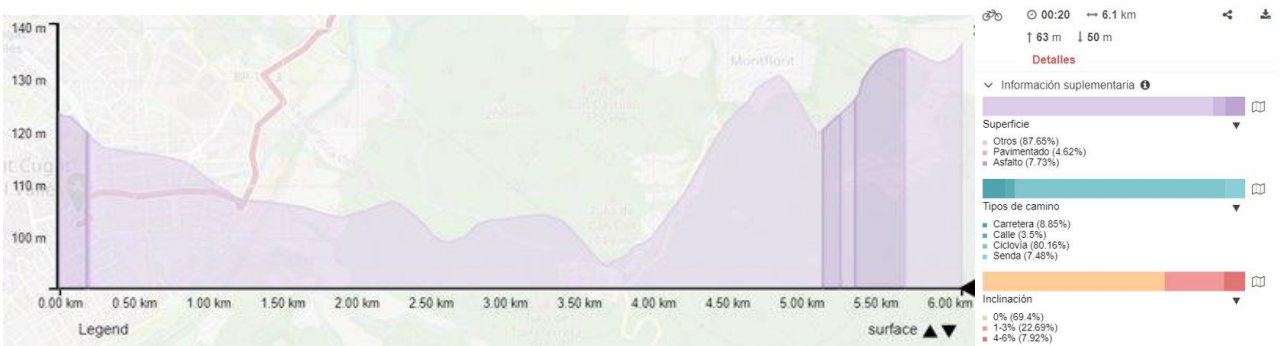 140 m
130 m
120 m
110 m
100 m
0.00 km 0.50 km 1.00 km 1.50 km 2.00 km 2.50 km 3.00 km 3.50 km 4.00 km 4.50 km 5.00 km 5.50 km 6.00 km
Legend
surface ▲▼
Montflorit
00:20 ↔ 6.1 km
↑ 63 m ↓ 50 m
Detalles
Información suplementaria
Superficie
Otros (87.65%)
Pavimentado (4.62%)
Asfalto (7.73%)
Tipos de camino
Carretera (8.85%)
Calle (3.5%)
Ciclovía (80.16%)
Senda (7.48%)
Inclinación
0% (69.4%)
1-3% (22.69%)
4-6% (7.92%)